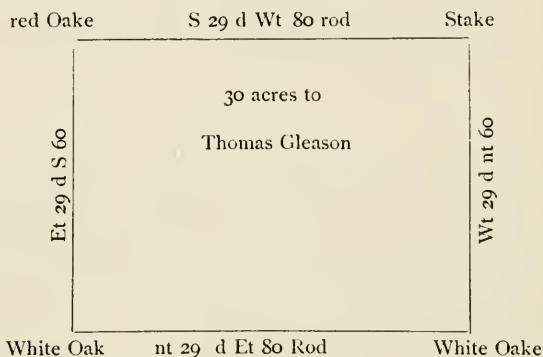 red Oake S 29 d Wt 80 rod Stake
30 acres to
Thomas Gleason
Et 29 d S 60
Wt 29 d nt 60
White Oak nt 29 d Et 80 Rod White Oake